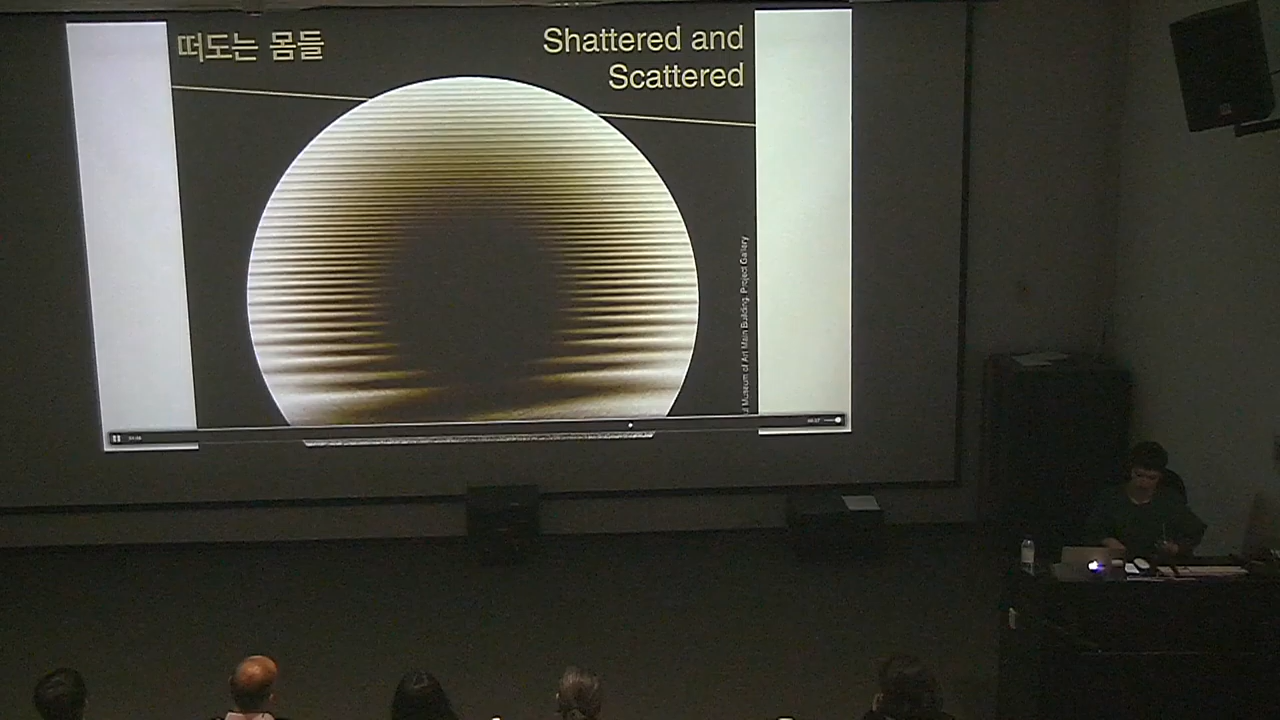 떠도는 몸들
Shattered and
Scattered
Museum of Art Main Building, Project Gallery